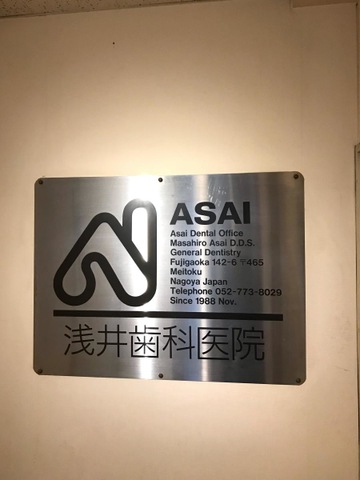 ASAI
Asai Dental Office
Masahiro Asai D.D.S.
General Dentistry
Fujigaoka 142-6 〒465
Meitoku
Nagoya Japan
Telephone 052-773-8029
Since 1988 Nov.
浅井歯科医院